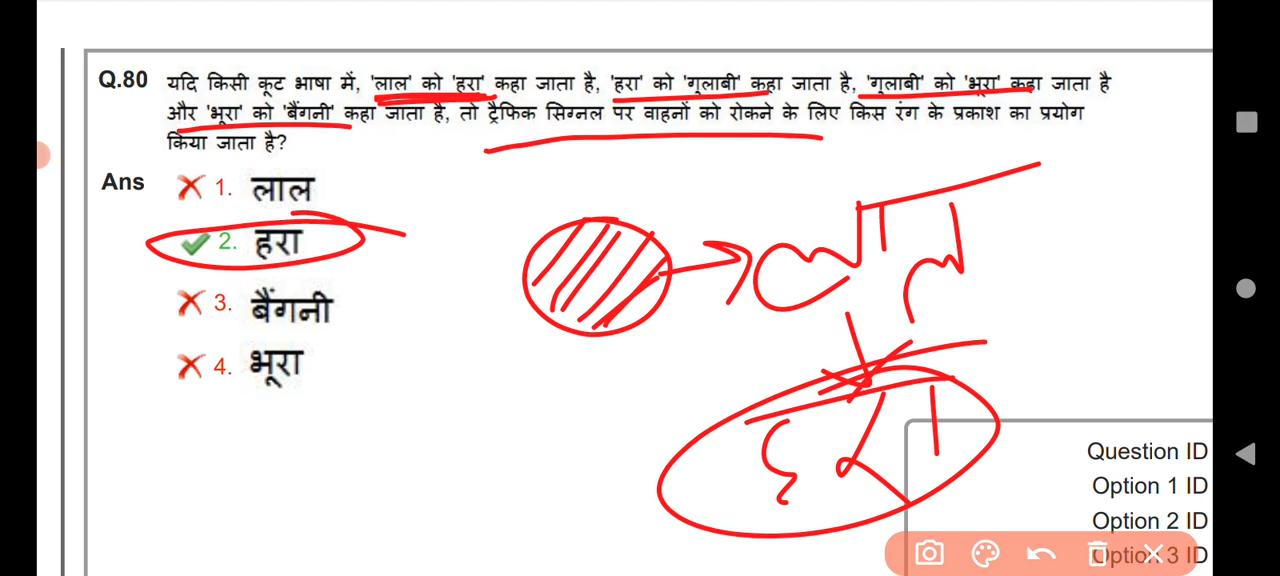 Q.80 यदि किसी कूट भाषा में, 'लाल' को 'हरा' कहा जाता है, 'हरा' को 'गुलाबी' कहा जाता है, 'गुलाबी' को 'भूरा' कहा जाता है
और 'भूरा' को 'बैंगनी' कहा जाता है, तो ट्रैफिक सिग्नल पर वाहनों को रोकने के लिए किस रंग के प्रकाश का प्रयोग
किया जाता है?
Ans 1. लाल
2. हरा
3. बैंगनी
4. भूरा
लाल
हरा
Question ID
Option 1 ID
Option 2 ID
Option 3 ID